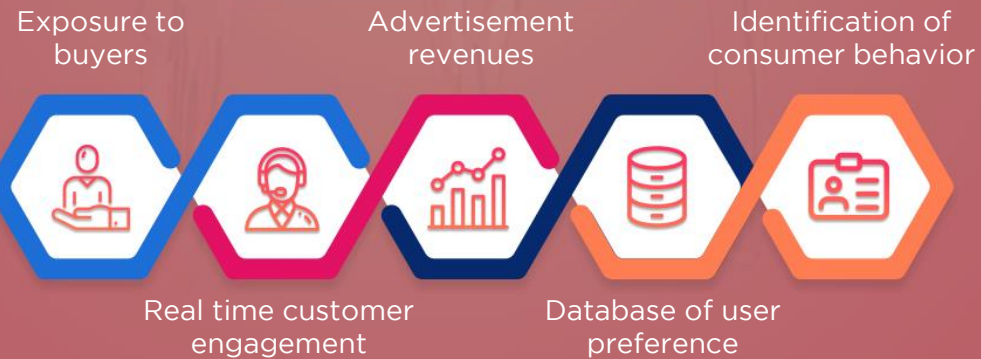 Exposure to
buyers
Real time customer
engagement
Advertisement
revenues
Database of user
preference
Identification of
consumer behavior